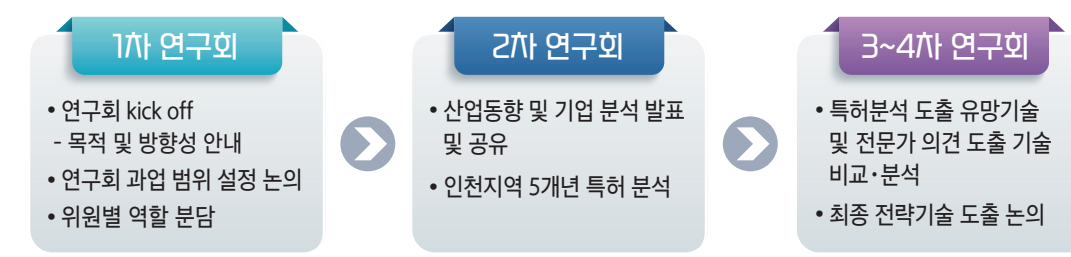 1차 연구회
• 연구회 kick off
- 목적 및 방향성 안내
• 연구회 과업 범위 설정 논의
• 위원별 역할 분담
2차 연구회
• 산업동향 및 기업 분석 발표
및 공유
• 인천지역 5개년 특허 분석
3~4차 연구회
• 특허분석 도출 유망기술
및 전문가 의견 도출 기술
비교·분석
• 최종 전략기술 도출 논의